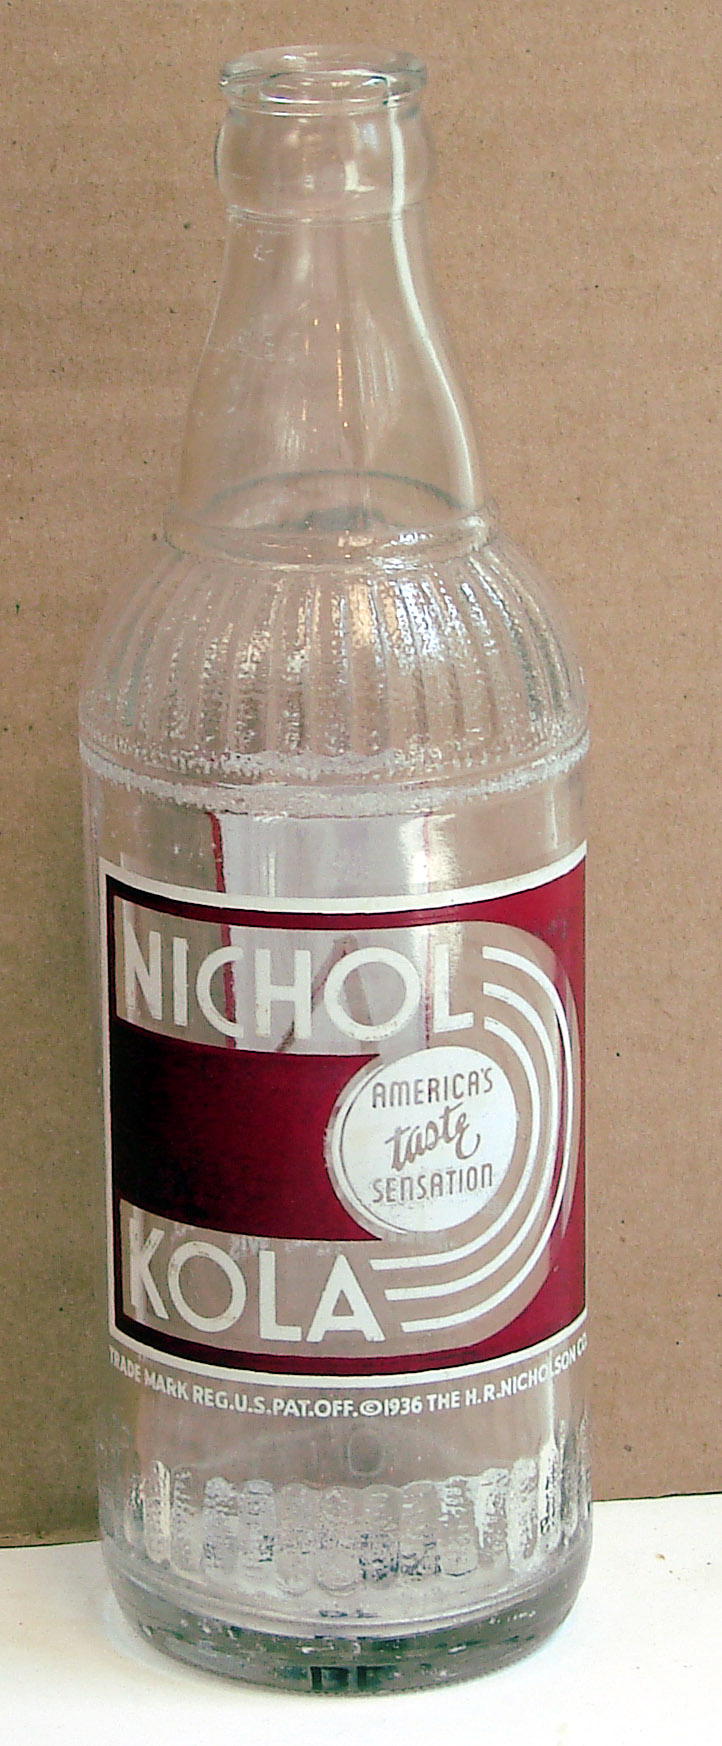 NICHOL
AMERICA'S
taste
SENSATION
KOLA
TRADE MARK REG.U.S.PAT.OFF.©1936 THE H.R.NICHOLSON CO.